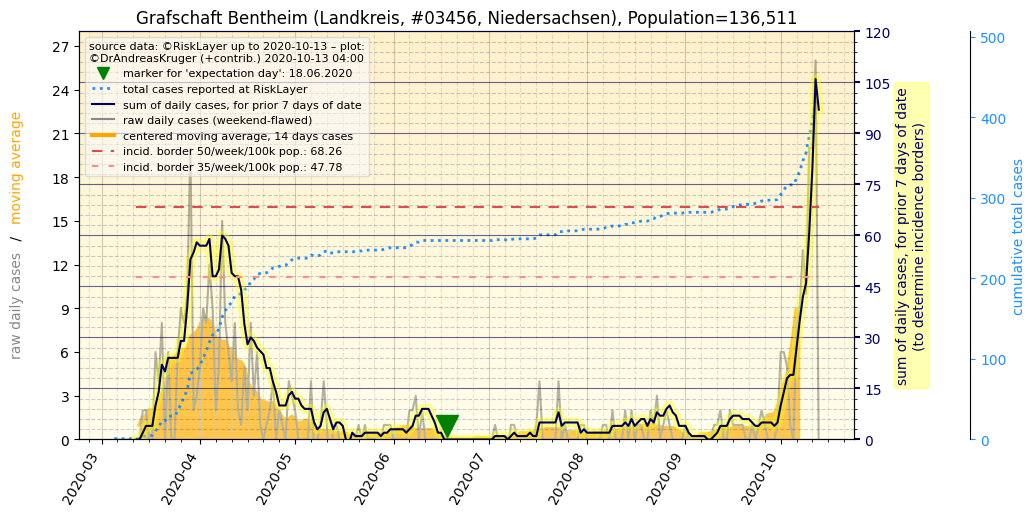 Grafschaft Bentheim (Landkreis, #03456, Niedersachsen), Population=136,511
source data: ©RiskLayer up to 2020-10-13 – plot:
©DrAndreasKruger (+contrib.) 2020-10-13 04:00
marker for 'expectation day': 18.06.2020
total cases reported at RiskLayer
sum of daily cases, for prior 7 days of date
raw daily cases (weekend-flawed)
centered moving average, 14 days cases
incid. border 50/week/100k pop.: 68.26
incid. border 35/week/100k pop.: 47.78
raw daily cases / moving average
27
24
21
18
15
12
9
6
3
0
2020-03
2020-04
2020-05
2020-06
2020-07
2020-08
2020-09
2020-10
120
105
90
75
60
45
30
15
0
sum of daily cases, for prior 7 days of date
(to determine incidence borders)
500
400
300
200
100
0
cumulative total cases